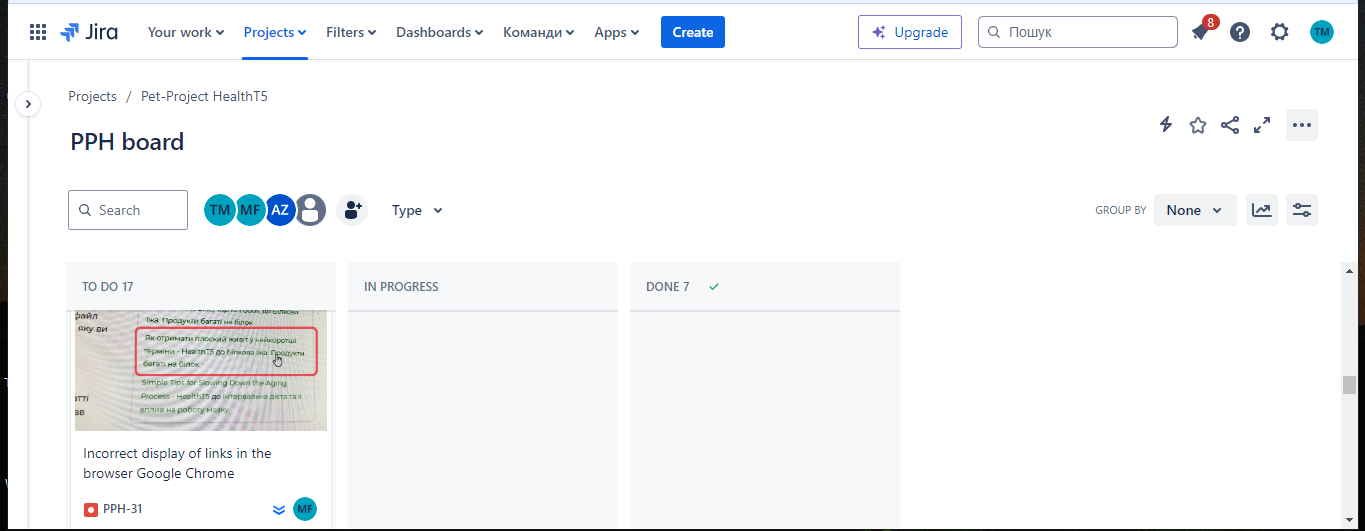 Jira
Your work
Projects
Filters
Dashboards
Команди
Apps
Create
Upgrade
Пошук
8
TM
Projects / Pet-Project HealthT5
PPH board
Search
TM MF AZ
Type
GROUP BY
None
TO DO 17
IN PROGRESS
DONE 7
файл
яку ви
їжа. Продукти багаті на білок
Як отримати плоский живіт у найкоротші
терміни - HealthT5 до Білкова їжа. Продукти
багаті на білок
Simple Tips for Slowing Down the Aging
Process - HealthT5 до Інтервальна дієта та її
вплив на роботу мозку
Incorrect display of links in the
browser Google Chrome
PPH-31
MF